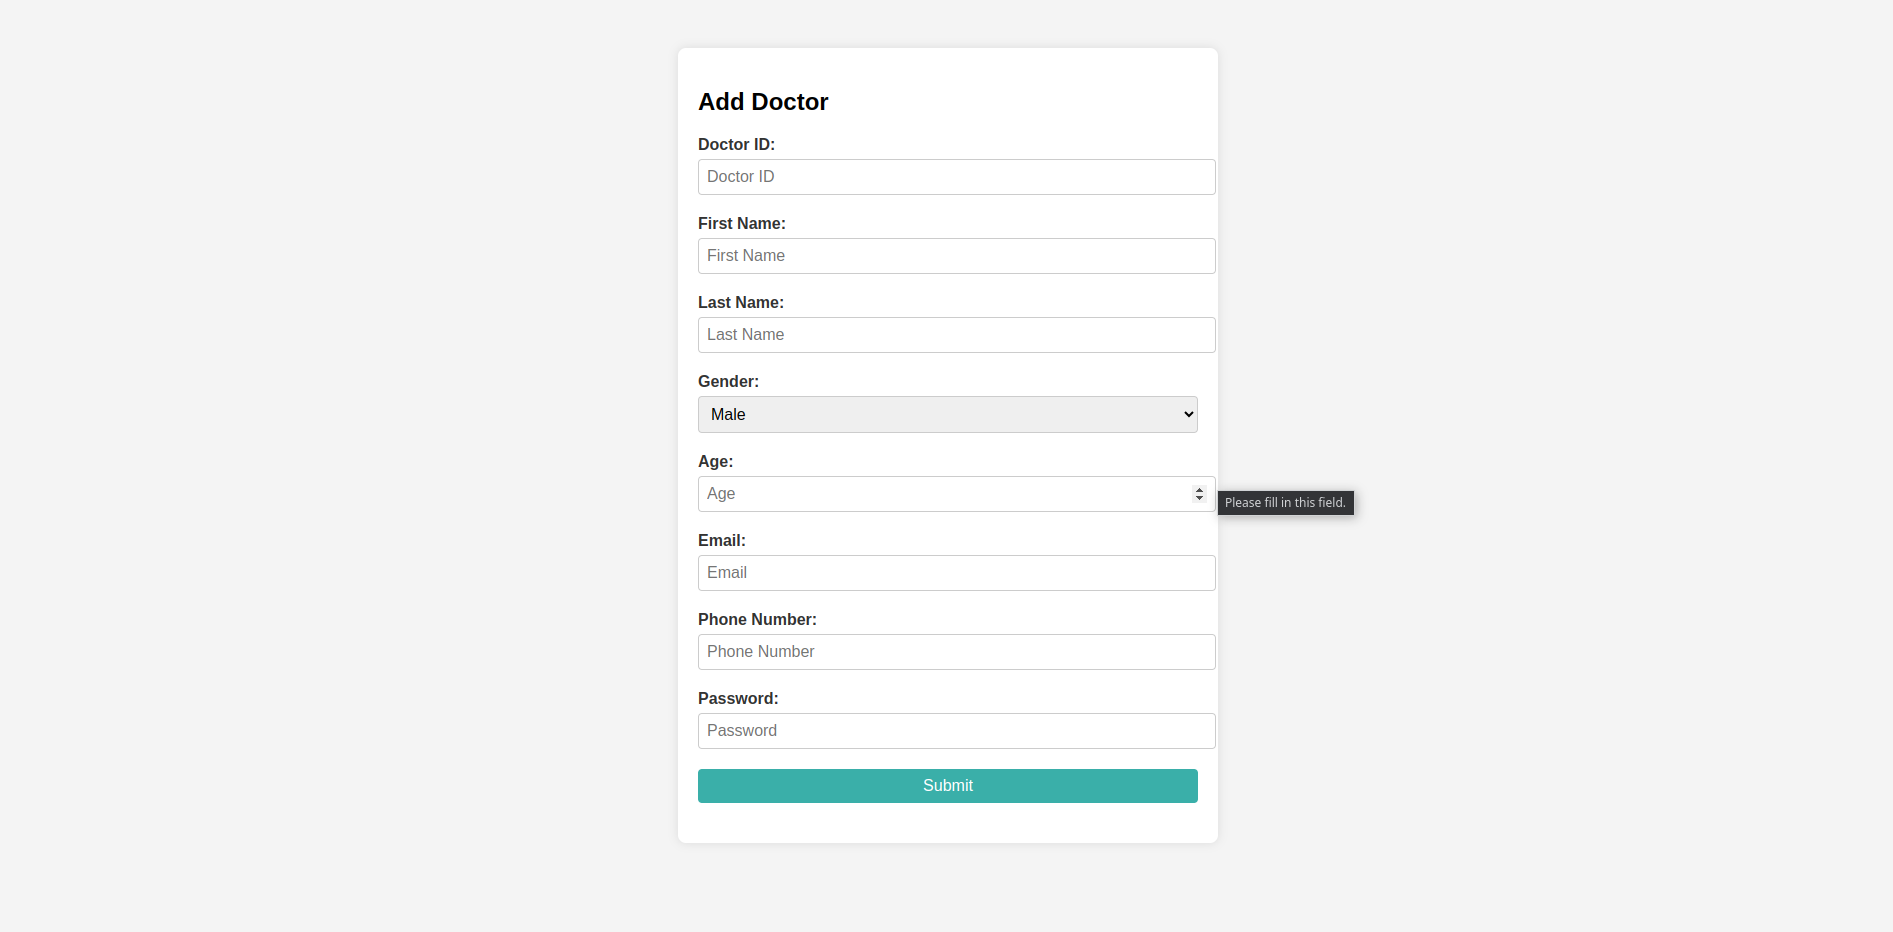 Add Doctor
Doctor ID:
Doctor ID
First Name:
First Name
Last Name:
Last Name
Gender:
Male
Age:
Age
Please fill in this field.
Email:
Email
Phone Number:
Phone Number
Password:
Password
Submit